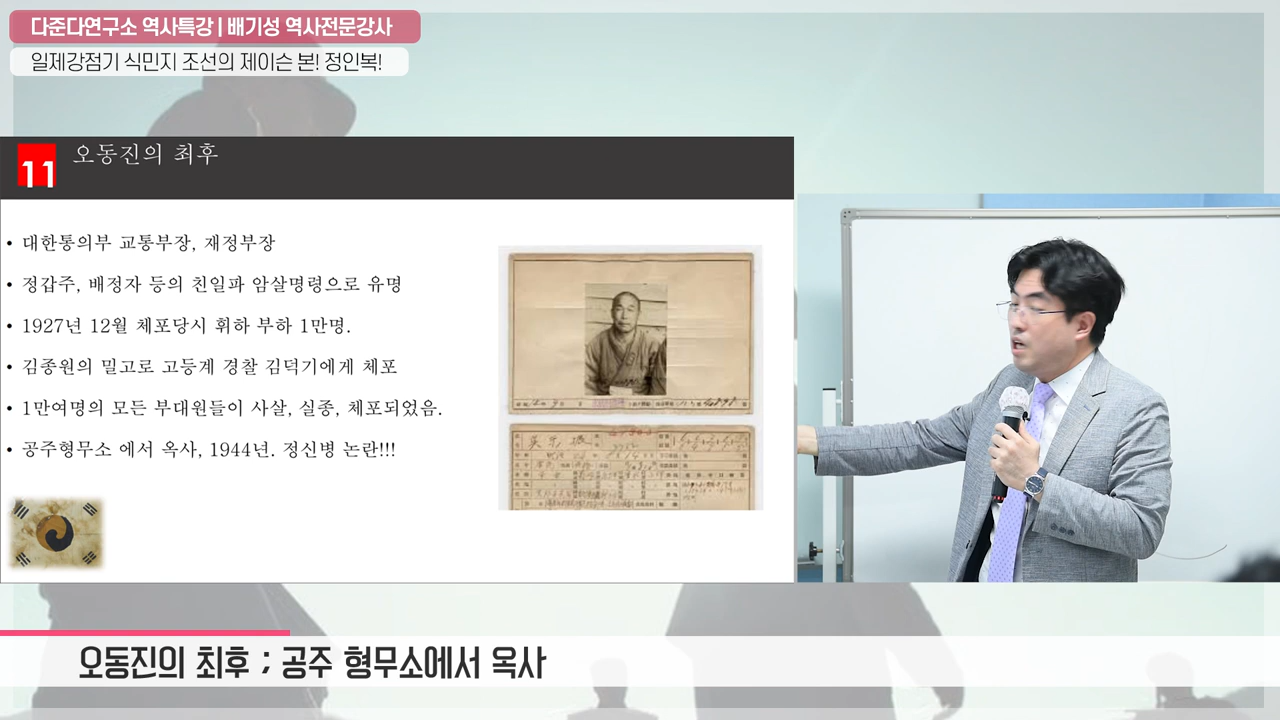 다준다연구소 역사특강 | 배기성 역사전문강사
일제강점기 식민지 조선의 제이슨 본! 정인복!
11
오동진의 최후
• 대한통의부 교통부장, 재정부장
• 정갑주, 배정자 등의 친일파 암살명령으로 유명
• 1927년 12월 체포당시 휘하 부하 1만명.
• 김종원의 밀고로 고등계 경찰 김덕기에게 체포
• 1만여명의 모든 부대원들이 사살, 실종, 체포되었음.
• 공주형무소 에서 옥사, 1944년. 정신병 논란!!!
오동진의 최후 ; 공주 형무소에서 옥사